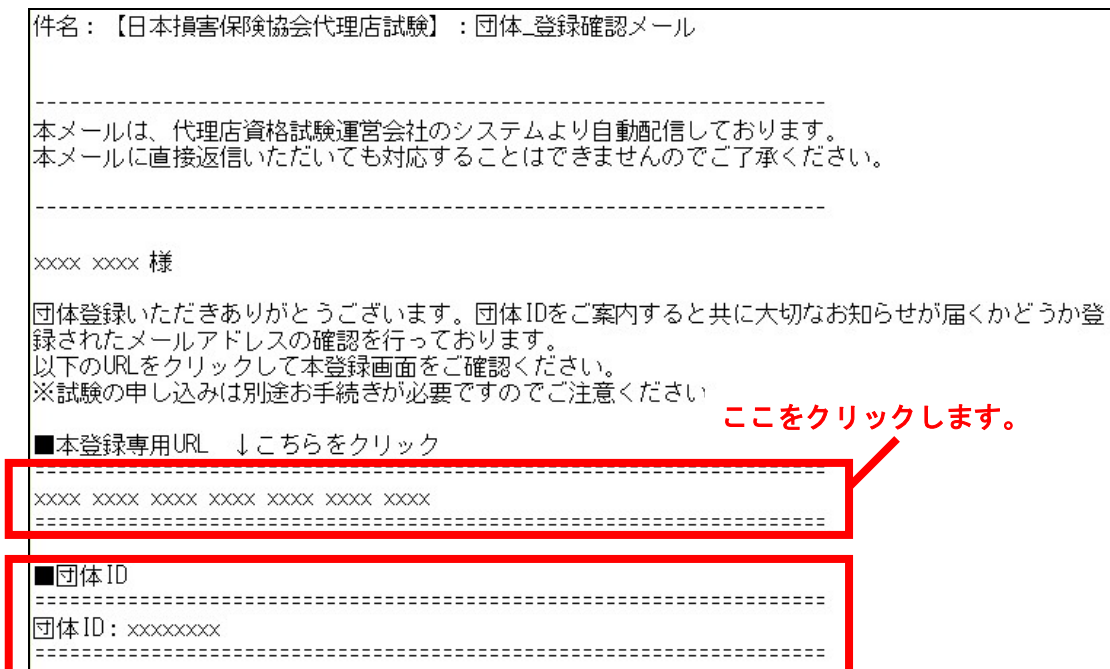 件名：【日本損害保険協会代理店試験】：団体_登録確認メール
--------------------------------------------------------------------
本メールは、代理店資格試験運営会社のシステムより自動配信しております。
本メールに直接返信いただいても対応することはできませんのでご了承ください。
--------------------------------------------------------------------
xxxx xxxx 様
団体登録いただきありがとうございます。団体IDをご案内すると共に大切なお知らせが届くかどうか登
録されたメールアドレスの確認を行っております。
以下のURLをクリックして本登録画面をご確認ください。
※試験の申し込みは別途お手続きが必要ですのでご注意ください
ここをクリックします。
■本登録専用URL ↓こちらをクリック
--------------------------------------------------------------------
xxxx xxxx xxxx xxxx xxxx xxxx xxxx
====================================================================
■団体ID
====================================================================
団体ID：xxxxxxxx
====================================================================